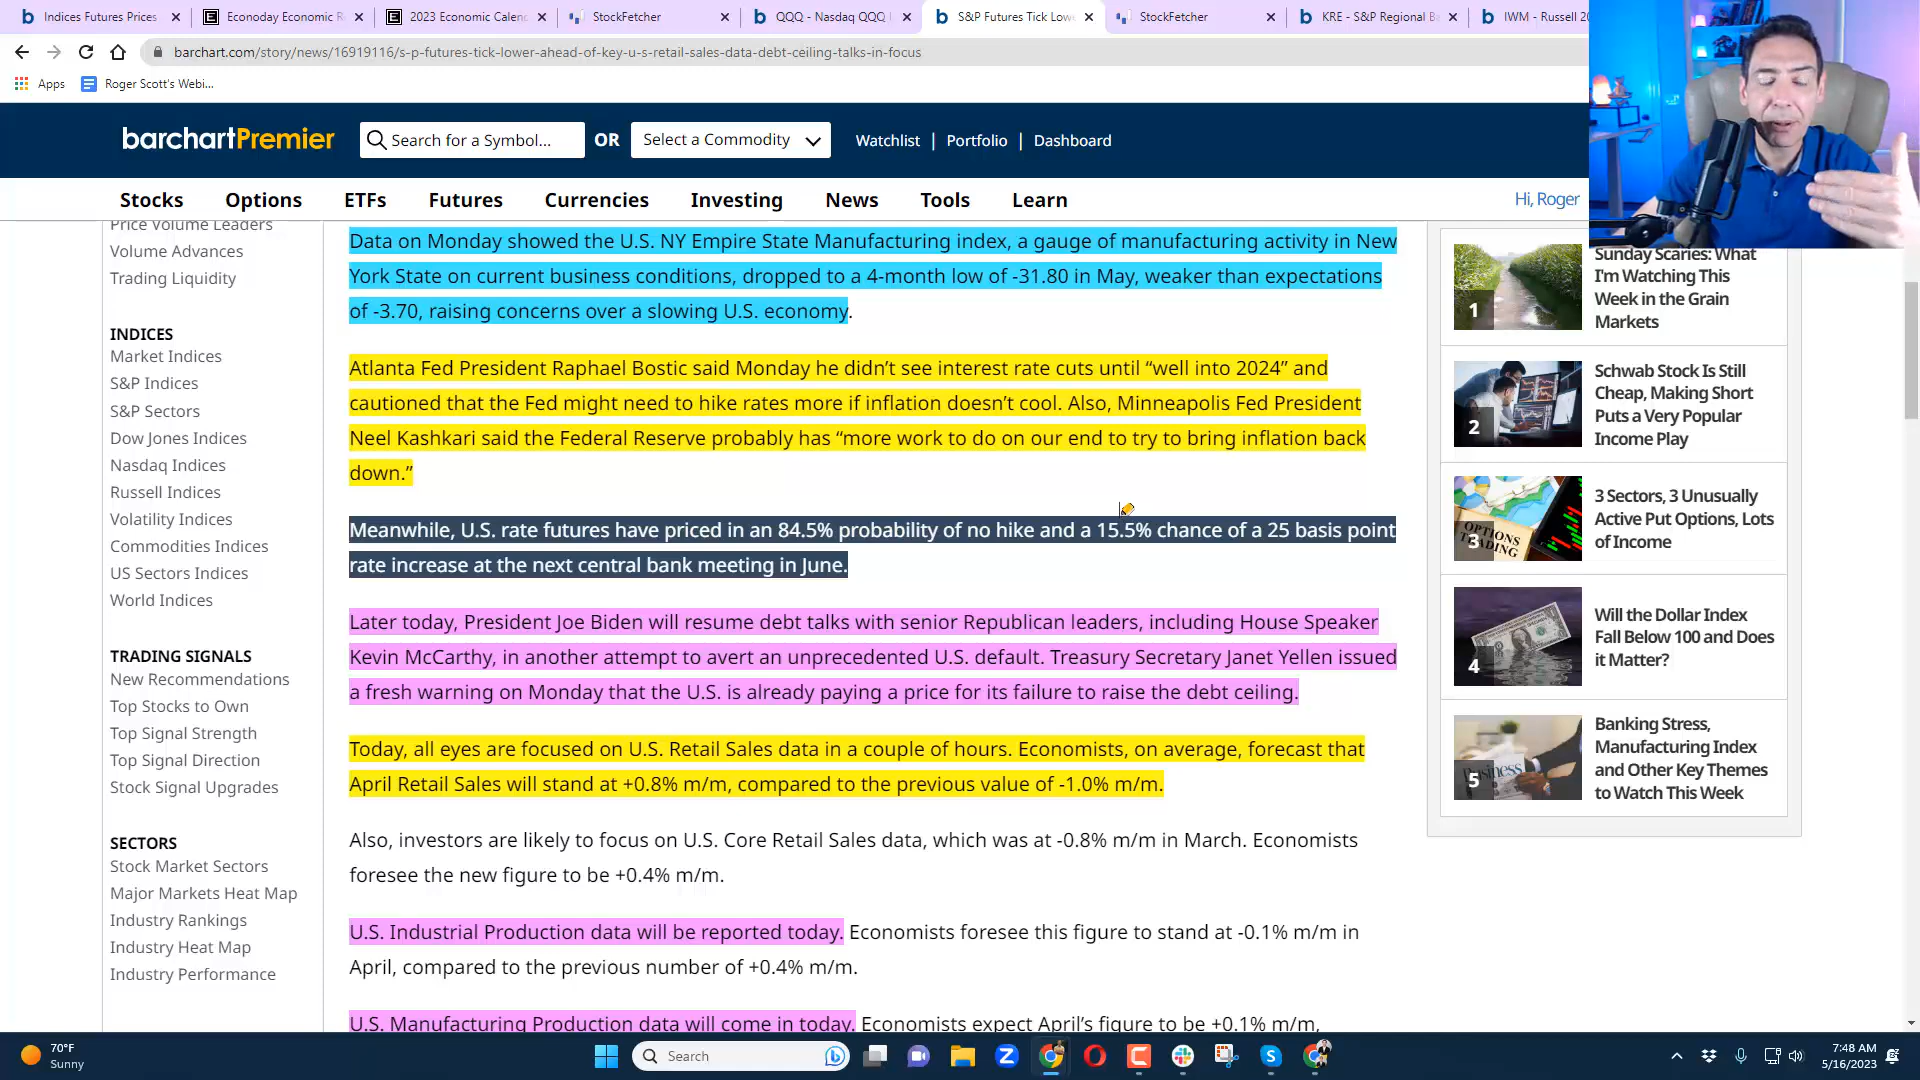 Indices Futures Prices
Econoday Economic R
2023 Economic Calen
StockFetcher
QQQ - Nasdaq QQQ
S&P Futures Tick Low
StockFetcher
KRE - S&P Regional B
IWM - Russell 20
barchart.com/story/news/16919116/s-p-futures-tick-lower-ahead-of-key-u-s-retail-sales-data-debt-ceiling-talks-in-focus
Apps
Roger Scott's Webi...
barchartPremier
Search for a Symbol...
OR
Select a Commodity
Watchlist | Portfolio | Dashboard
Stocks Options ETFs Futures Currencies Investing News Tools Learn
Hi, Roger
Price Volume Leaders
Volume Advances
Trading Liquidity
INDICES
Market Indices
S&P Indices
S&P Sectors
Dow Jones Indices
Nasdaq Indices
Russell Indices
Volatility Indices
Commodities Indices
US Sectors Indices
World Indices
TRADING SIGNALS
New Recommendations
Top Stocks to Own
Top Signal Strength
Top Signal Direction
Stock Signal Upgrades
SECTORS
Stock Market Sectors
Major Markets Heat Map
Industry Rankings
Industry Heat Map
Industry Performance
Data on Monday showed the U.S. NY Empire State Manufacturing index, a gauge of manufacturing activity in New
York State on current business conditions, dropped to a 4-month low of -31.80 in May, weaker than expectations
of -3.70, raising concerns over a slowing U.S. economy.
Atlanta Fed President Raphael Bostic said Monday he didn't see interest rate cuts until “well into 2024” and
cautioned that the Fed might need to hike rates more if inflation doesn't cool. Also, Minneapolis Fed President
Neel Kashkari said the Federal Reserve probably has “more work to do on our end to try to bring inflation back
down.”
Meanwhile, U.S. rate futures have priced in an 84.5% probability of no hike and a 15.5% chance of a 25 basis point
rate increase at the next central bank meeting in June.
Later today, President Joe Biden will resume debt talks with senior Republican leaders, including House Speaker
Kevin McCarthy, in another attempt to avert an unprecedented U.S. default. Treasury Secretary Janet Yellen issued
a fresh warning on Monday that the U.S. is already paying a price for its failure to raise the debt ceiling.
Today, all eyes are focused on U.S. Retail Sales data in a couple of hours. Economists, on average, forecast that
April Retail Sales will stand at +0.8% m/m, compared to the previous value of -1.0% m/m.
Also, investors are likely to focus on U.S. Core Retail Sales data, which was at -0.8% m/m in March. Economists
foresee the new figure to be +0.4% m/m.
U.S. Industrial Production data will be reported today. Economists foresee this figure to stand at -0.1% m/m in
April, compared to the previous number of +0.4% m/m.
U.S. Manufacturing Production data will come in today. Economists expect April's figure to be +0.1% m/m,
1
Sunday Scaries: What
I'm Watching This
Week in the Grain
Markets
2
Schwab Stock Is Still
Cheap, Making Short
Puts a Very Popular
Income Play
OPTIONS
TRADING
3
3 Sectors, 3 Unusually
Active Put Options, Lots
of Income
4
Will the Dollar Index
Fall Below 100 and Does
it Matter?
Business
5
Banking Stress,
Manufacturing Index
and Other Key Themes
to Watch This Week
70°F
Sunny
Search
7:48 AM
5/16/2023